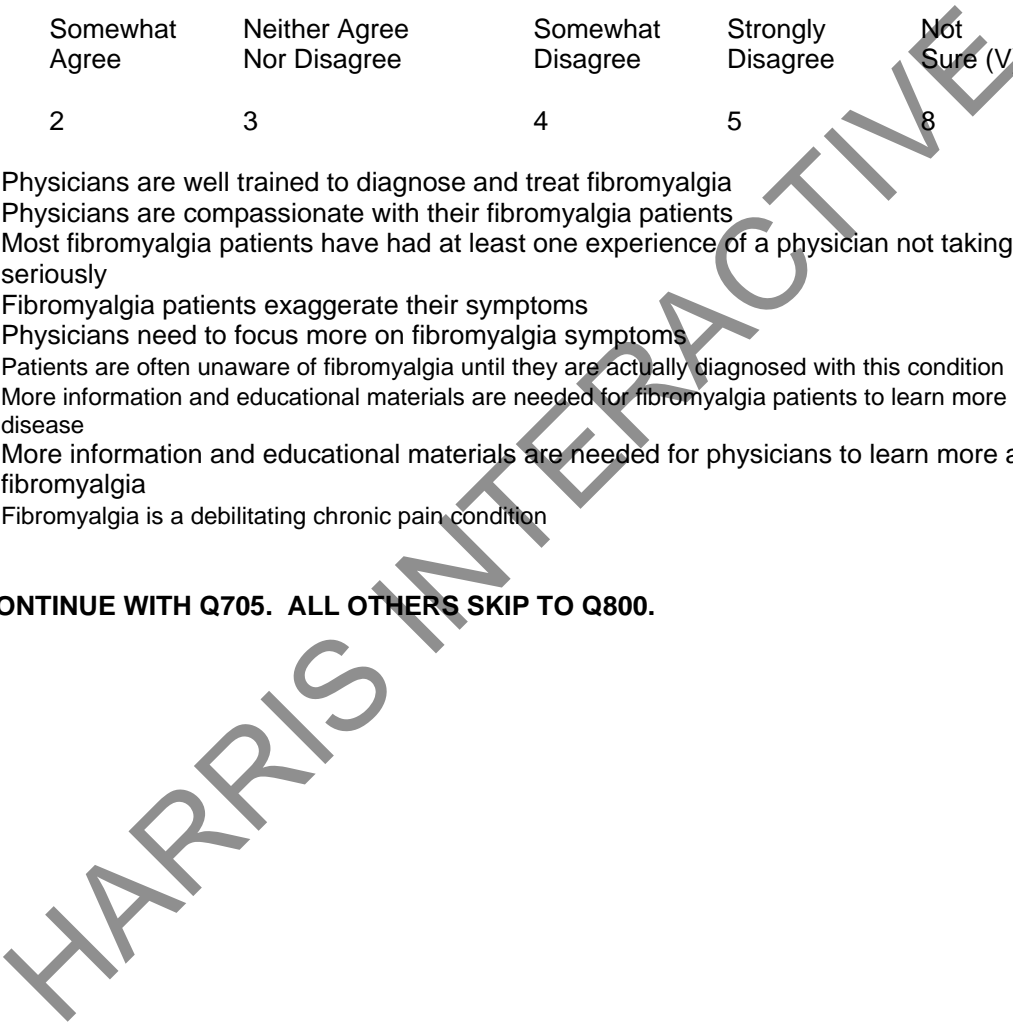 Somewhat Neither Agree Somewhat Strongly Not
Agree Nor Disagree Disagree Disagree Sure (V
2 3 4 5 8
Physicians are well trained to diagnose and treat fibromyalgia
Physicians are compassionate with their fibromyalgia patients
Most fibromyalgia patients have had at least one experience of a physician not taking
seriously
Fibromyalgia patients exaggerate their symptoms
Physicians need to focus more on fibromyalgia symptoms
Patients are often unaware of fibromyalgia until they are actually diagnosed with this condition
More information and educational materials are needed for fibromyalgia patients to learn more
disease
More information and educational materials are needed for physicians to learn more a
fibromyalgia
Fibromyalgia is a debilitating chronic pain condition
ONTINUE WITH Q705. ALL OTHERS SKIP TO Q800.
HARRIS INTERACTIVE